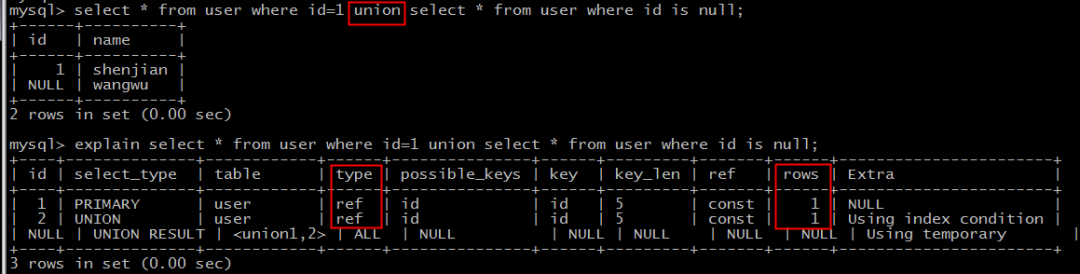 mysql> select * from user where id=1 union select * from user where id is null;
+------+----------+
| id   | name     |
+------+----------+
|    1 | shenjian |
| NULL | wangwu   |
+------+----------+
2 rows in set (0.00 sec)
mysql> explain select * from user where id=1 union select * from user where id is null;
+----+--------------+------------+------+---------------+------+---------+-------+------+-----------------------+
| id | select_type  | table      | type | possible_keys | key  | key_len | ref   | rows | Extra                 |
+----+--------------+------------+------+---------------+------+---------+-------+------+-----------------------+
|  1 | PRIMARY      | user       | ref  | id            | id   | 5       | const |    1 | NULL                  |
|  2 | UNION        | user       | ref  | id            | id   | 5       | const |    1 | Using index condition |
| NULL | UNION RESULT | <union1,2> | ALL  | NULL          | NULL | NULL    | NULL  | NULL | Using temporary       |
+----+--------------+------------+------+---------------+------+---------+-------+------+-----------------------+
3 rows in set (0.00 sec)